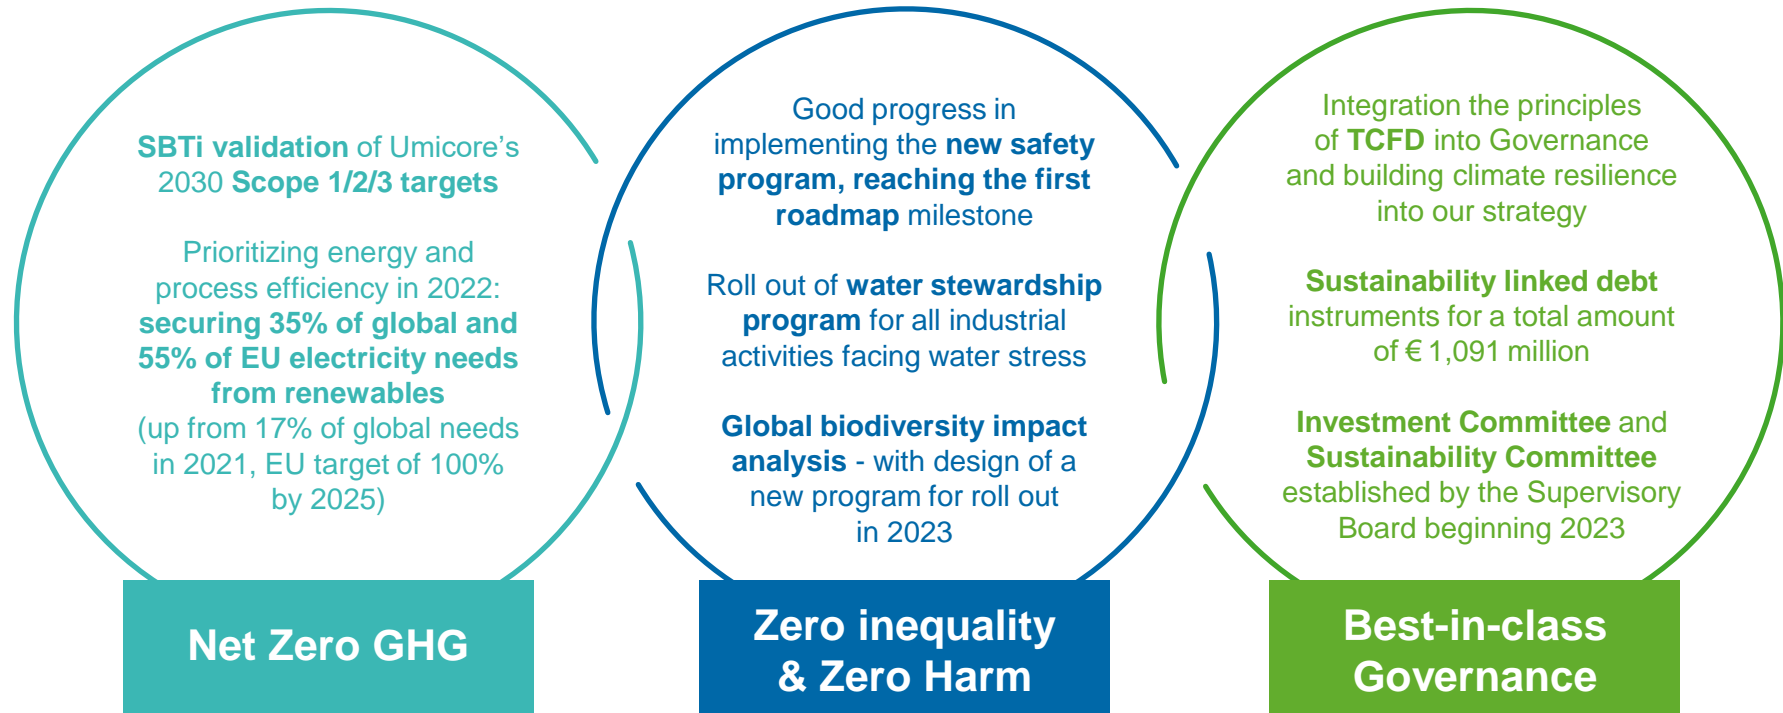 SBTi validation of Umicore’s
2030 Scope 1/2/3 targets
Prioritizing energy and
process efficiency in 2022:
securing 35% of global and
55% of EU electricity needs
from renewables
(up from 17% of global needs
in 2021, EU target of 100%
by 2025)
Net Zero GHG
Good progress in
implementing the new safety
program, reaching the first
roadmap milestone
Roll out of water stewardship
program for all industrial
activities facing water stress
Global biodiversity impact
analysis - with design of a
new program for roll out
in 2023
Zero inequality
& Zero Harm
Integration the principles
of TCFD into Governance
and building climate resilience
into our strategy
Sustainability linked debt
instruments for a total amount
of € 1,091 million
Investment Committee and
Sustainability Committee
established by the Supervisory
Board beginning 2023
Best-in-class
Governance